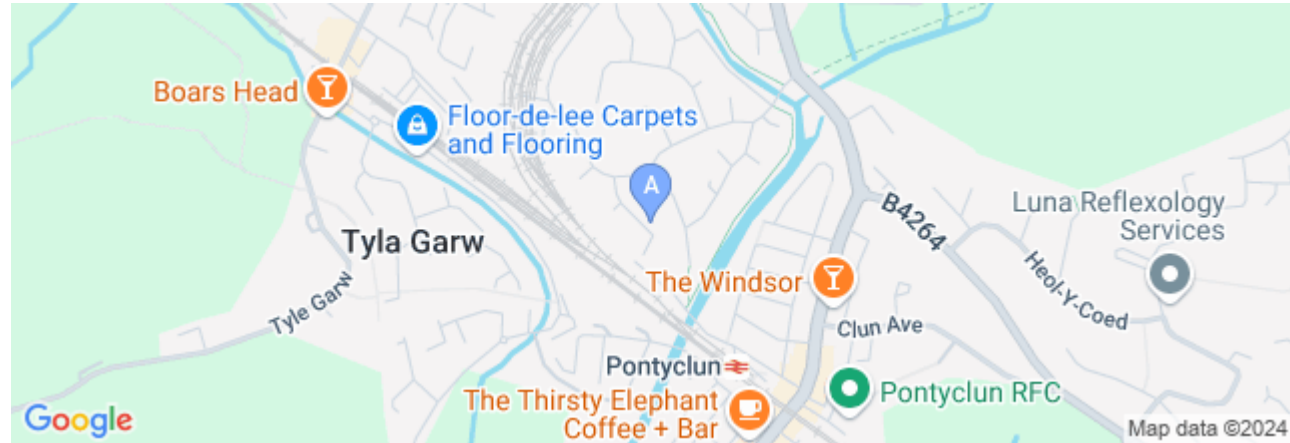 Boars Head
Floor-de-lee Carpets
and Flooring
A
Tyla Garw
Tyle Garw
B4264
Luna Reflexology
Services
Heol-Y-Coed
The Windsor
Clun Ave
Pontyclun
Pontyclun RFC
The Thirsty Elephant
Coffee + Bar
Google
Map data ©2024